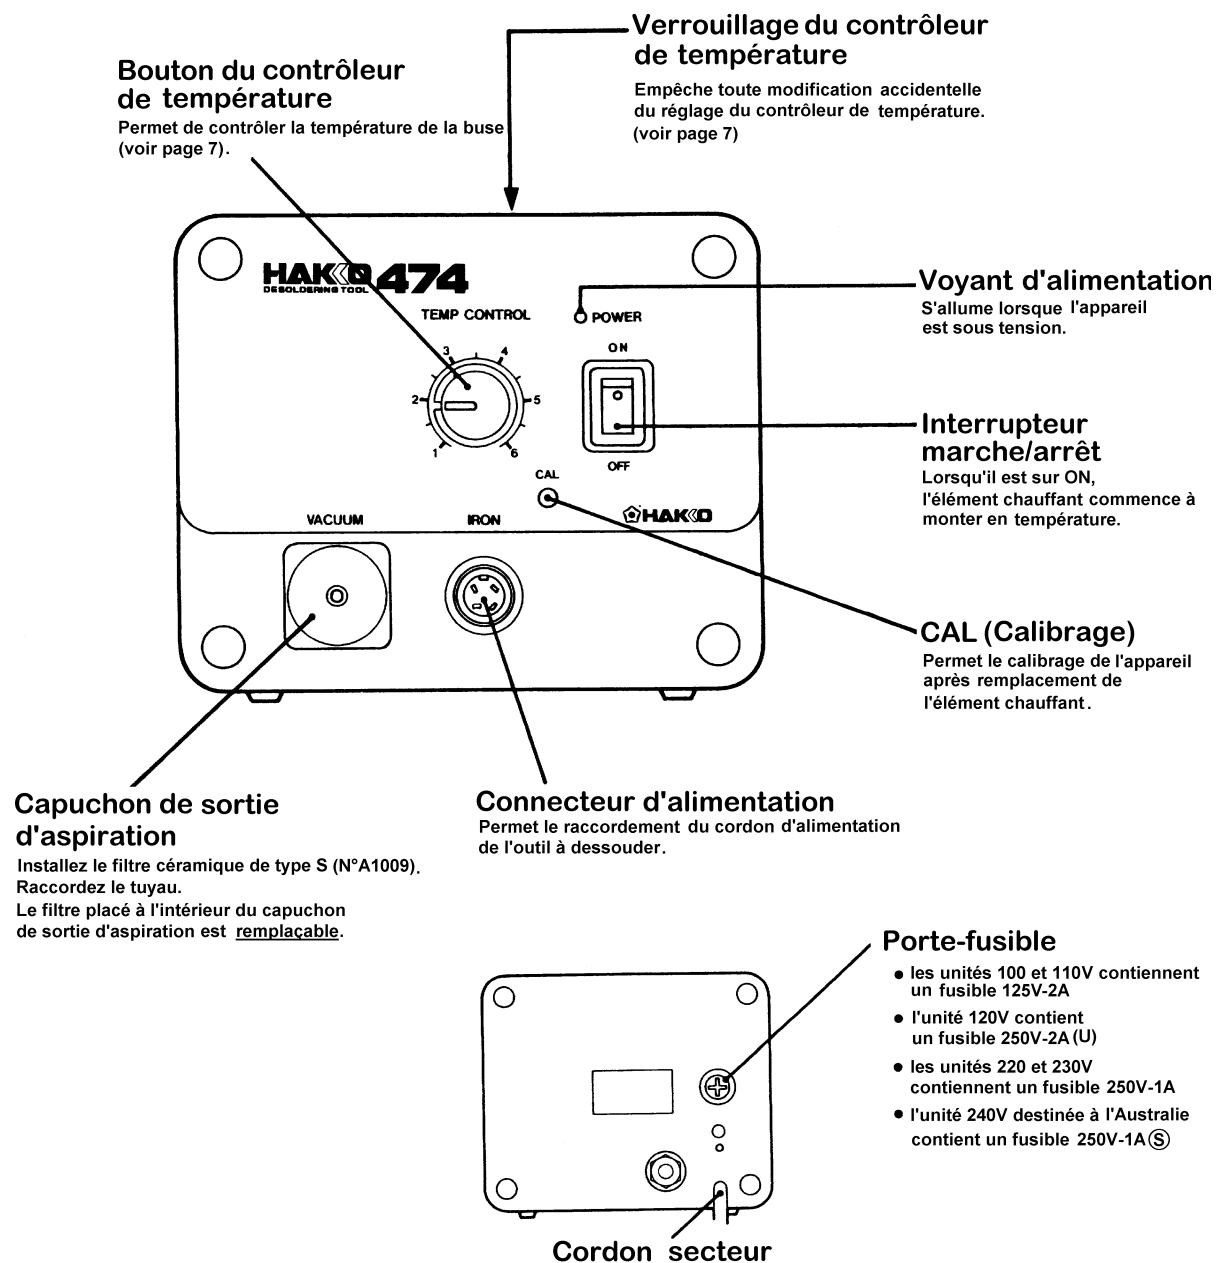 Verrouillage du contrôleur
de température
Empêche toute modification accidentelle
du réglage du contrôleur de température.
(voir page 7)
Bouton du contrôleur
de température
Permet de contrôler la température de la buse
(voir page 7).
HAKKO 474
DESOLDERING TOOL
TEMP CONTROL
1
2
3
4
5
6
POWER
ON
OFF
CAL
HAKKO
VACUUM
IRON
Voyant d'alimentation
S'allume lorsque l'appareil
est sous tension.
Interrupteur
marche/arrêt
Lorsqu'il est sur ON,
l'élément chauffant commence à
monter en température.
CAL (Calibrage)
Permet le calibrage de l'appareil
après remplacement de
l'élément chauffant.
Capuchon de sortie
d'aspiration
Installez le filtre céramique de type S (N°A1009).
Raccordez le tuyau.
Le filtre placé à l'intérieur du capuchon
de sortie d'aspiration est remplaçable.
Connecteur d'alimentation
Permet le raccordement du cordon d'alimentation
de l'outil à dessouder.
Porte-fusible
● les unités 100 et 110V contiennent
un fusible 125V-2A
● l'unité 120V contient
un fusible 250V-2A (U)
● les unités 220 et 230V
contiennent un fusible 250V-1A
● l'unité 240V destinée à l'Australie
contient un fusible 250V-1A Ⓢ
Cordon secteur